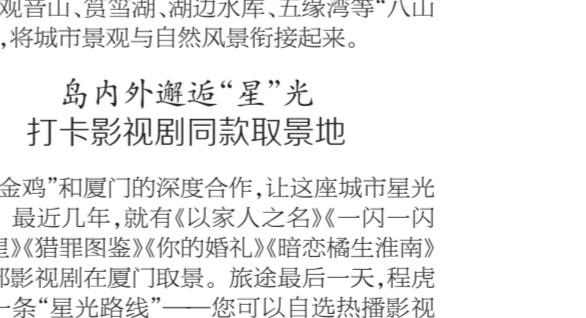 观音山、赏筜湖、湖边水库、五缘湾等“八山
,将城市景观与自然风景衔接起来。
岛内外邂逅“星”光
打卡影视剧同款取景地
金鸡”和厦门的深度合作,让这座城市星光
最近几年,就有《以家人之名》《一闪一闪
星》《猎罪图鉴》《你的婚礼》《暗恋橘生淮南》
部影视剧在厦门取景。旅途最后一天,程虎
一条“星光路线”——您可以自选热播影视